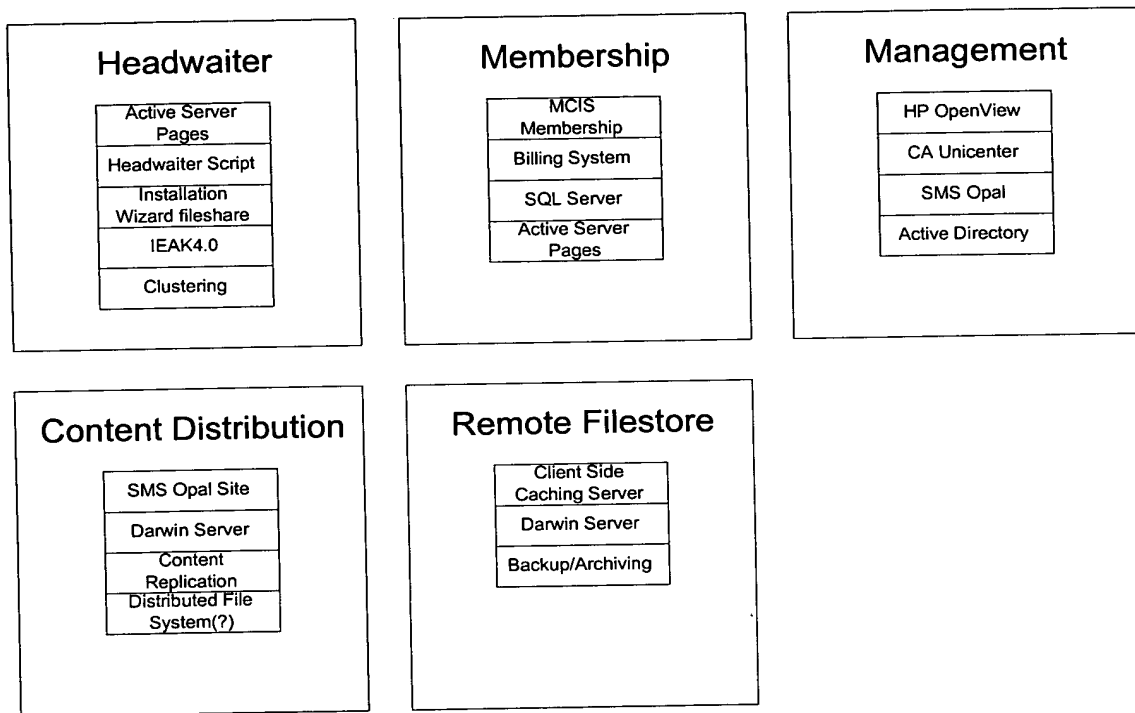 Headwaiter
Active Server
Pages
Headwaiter Script
Installation
Wizard fileshare
IEAK4.0
Clustering
Membership
MCIS
Membership
Billing System
SQL Server
Active Server
Pages
Management
HP OpenView
CA Unicenter
SMS Opal
Active Directory
Content Distribution
SMS Opal Site
Darwin Server
Content
Replication
Distributed File
System(?)
Remote Filestore
Client Side
Caching Server
Darwin Server
Backup/Archiving